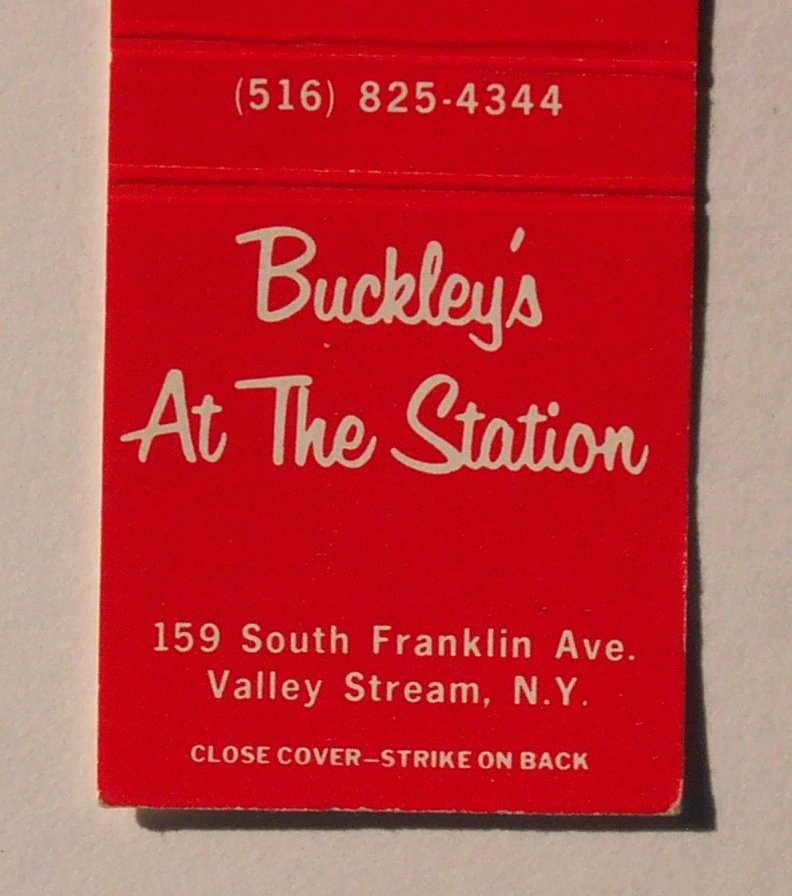 (516) 825-4344
Buckley's
At The Station
159 South Franklin Ave.
Valley Stream, N.Y.
CLOSE COVER—STRIKE ON BACK